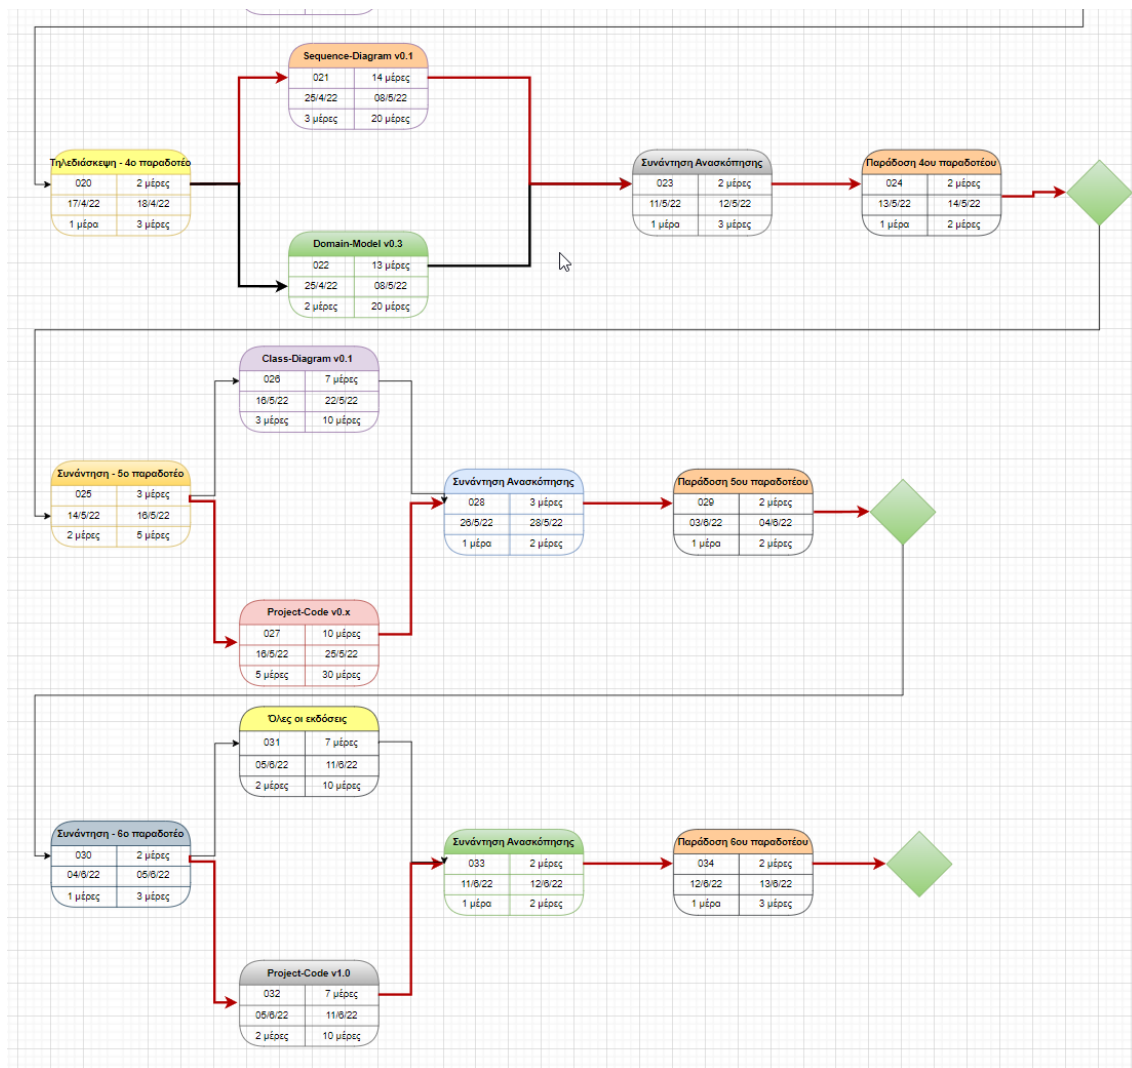 Sequence-Diagram v0.1
021 14 μέρες
25/4/22 08/5/22
3 μέρες 20 μέρες
Τηλεδιάσκεψη - 4ο παραδοτέο
020 2 μέρες
17/4/22 18/4/22
1 μέρα 3 μέρες
Συνάντηση Ανασκόπησης
023 2 μέρες
11/5/22 12/5/22
1 μέρα 3 μέρες
Παράδοση 4ου παραδοτέου
024 2 μέρες
13/5/22 14/5/22
1 μέρα 2 μέρες
Domain-Model v0.3
022 13 μέρες
25/4/22 08/5/22
2 μέρες 20 μέρες
Class-Diagram v0.1
026 7 μέρες
16/5/22 22/5/22
3 μέρες 10 μέρες
Συνάντηση - 5ο παραδοτέο
025 3 μέρες
14/5/22 16/5/22
2 μέρες 5 μέρες
Συνάντηση Ανασκόπησης
028 3 μέρες
26/5/22 28/5/22
1 μέρα 2 μέρες
Παράδοση 5ου παραδοτέου
029 2 μέρες
03/6/22 04/6/22
1 μέρα 2 μέρες
Project-Code v0.x
027 10 μέρες
16/5/22 25/5/22
5 μέρες 30 μέρες
Όλες οι εκδόσεις
031 7 μέρες
05/6/22 11/6/22
2 μέρες 10 μέρες
Συνάντηση - 6ο παραδοτέο
030 2 μέρες
04/6/22 05/6/22
1 μέρες 3 μέρες
Συνάντηση Ανασκόπησης
033 2 μέρες
11/6/22 12/6/22
1 μέρα 2 μέρες
Παράδοση 6ου παραδοτέου
034 2 μέρες
12/6/22 13/6/22
1 μέρα 3 μέρες
Project-Code v1.0
032 7 μέρες
05/6/22 11/6/22
2 μέρες 10 μέρες